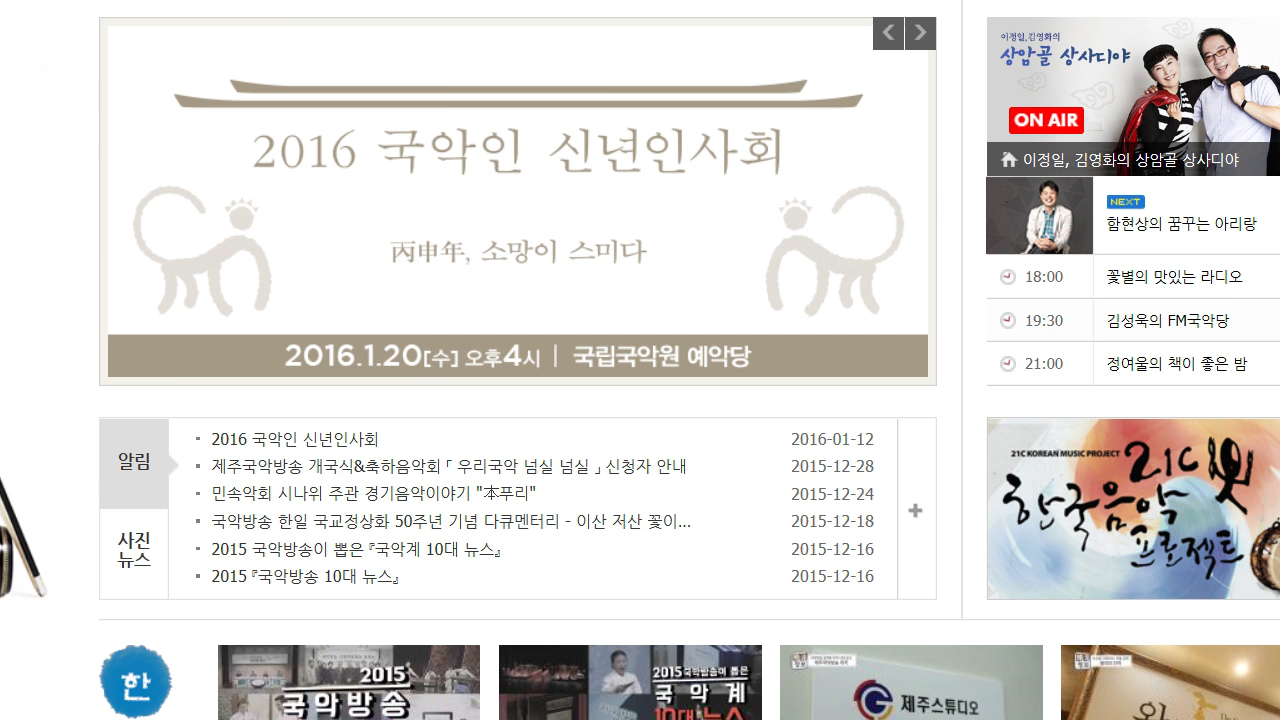 2016 국악인 신년인사회
丙申年, 소망이 스미다
2016.1.20[수] 오후4시 | 국립국악원 예악당
이정일,김영화의
상암골 상사디야
ON AIR
이정일, 김영화의 상암골 상사디야
NEXT
함현상의 꿈꾸는 아리랑
18:00 꽃별의 맛있는 라디오
19:30 김성욱의 FM국악당
21:00 정여울의 책이 좋은 밤
알림
사진
뉴스
2016 국악인 신년인사회 2016-01-12
제주국악방송 개국식&축하음악회「 우리국악 넘실 넘실 」신청자 안내 2015-12-28
민속악회 시나위 주관 경기음악이야기 "本푸리" 2015-12-24
국악방송 한일 국교정상화 50주년 기념 다큐멘터리 - 이산 저산 꽃이... 2015-12-18
2015 국악방송이 뽑은『국악계 10대 뉴스』 2015-12-16
2015『국악방송 10대 뉴스』 2015-12-16
21C KOREAN MUSIC PROJECT
21C
한국음악
프로젝트
한
2015
국악방송
2015국악방송이 뽑은
국악계
10대 뉴스
제주스튜디오